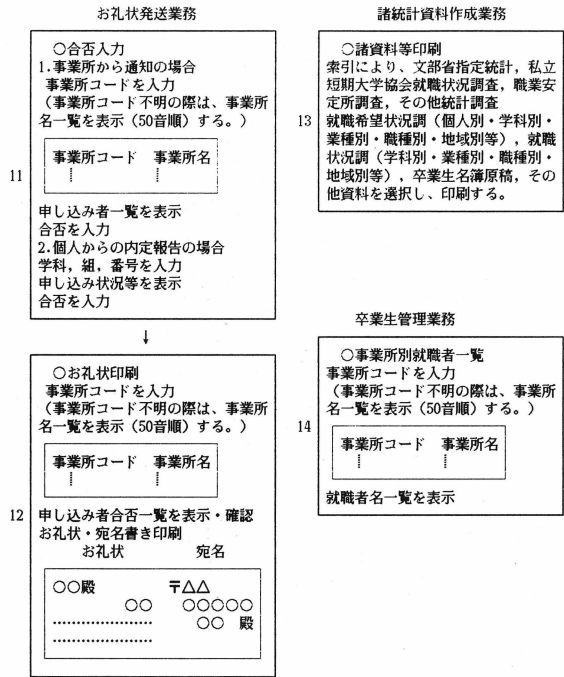 お礼状発送業務
○合否入力
1.事業所から通知の場合
事業所コードを入力
（事業所コード不明の際は、事業所
名一覧を表示（50音順）する。）
事業所コード 事業所名
11
申し込み者一覧を表示
合否を入力
2.個人からの内定報告の場合
学科，組，番号を入力
申し込み状況等を表示
合否を入力
↓
○お礼状印刷
事業所コードを入力
（事業所コード不明の際は、事業所
名一覧を表示（50音順）する。）
事業所コード 事業所名
12
申し込み者合否一覧を表示・確認
お礼状・宛名書き印刷
お礼状 宛名
○○殿 〒△△
○○ ○○○○○
........................ ○○ 殿
........................
諸統計資料作成業務
○諸資料等印刷
索引により、文部省指定統計，私立
短期大学協会就職状況調査，職業安
定所調査，その他統計調査
13
就職希望状況調（個人別・学科別・
業種別・職種別・地域別等），就職
状況調（学科別・業種別・職種別・
地域別等），卒業生名簿原稿，その
他資料を選択し、印刷する。
卒業生管理業務
○事業所別就職者一覧
事業所コードを入力
（事業所コード不明の際は、事業所
名一覧を表示（50音順）する。）
14
事業所コード 事業所名
就職者名一覧を表示